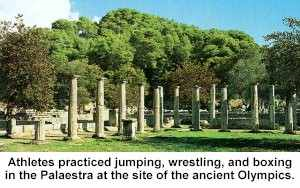 Athletes practiced jumping, wrestling, and boxing
in the Palaestra at the site of the ancient Olympics.